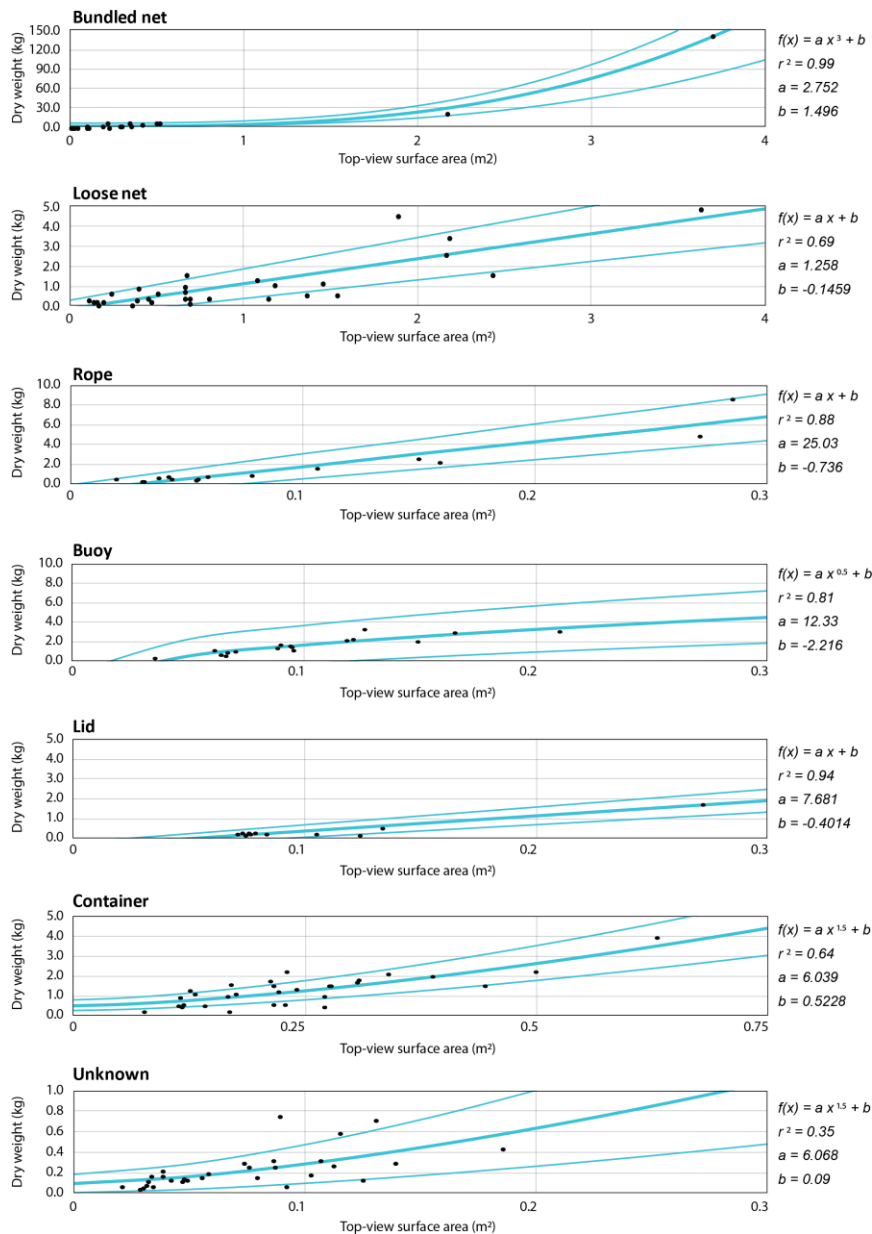 Bundled net
Dry weight (kg)
150.0
120.0
90.0
60.0
30.0
0.0
0 1 2 3 4
Top-view surface area (m2)
f(x) = a x ³ + b
r ² = 0.99
a = 2.752
b = 1.496
Loose net
Dry weight (kg)
5.0
4.0
3.0
2.0
1.0
0.0
0 1 2 3 4
Top-view surface area (m²)
f(x) = a x + b
r ² = 0.69
a = 1.258
b = -0.1459
Rope
Dry weight (kg)
10.0
8.0
6.0
4.0
2.0
0.0
0 0.1 0.2 0.3
Top-view surface area (m²)
f(x) = a x + b
r ² = 0.88
a = 25.03
b = -0.736
Buoy
Dry weight (kg)
10.0
8.0
6.0
4.0
2.0
0.0
0 0.1 0.2 0.3
Top-view surface area (m²)
f(x) = a x ⁰·⁵ + b
r ² = 0.81
a = 12.33
b = -2.216
Lid
Dry weight (kg)
5.0
4.0
3.0
2.0
1.0
0.0
0 0.1 0.2 0.3
Top-view surface area (m²)
f(x) = a x + b
r ² = 0.94
a = 7.681
b = -0.4014
Container
Dry weight (kg)
5.0
4.0
3.0
2.0
1.0
0.0
0 0.25 0.5 0.75
Top-view surface area (m²)
f(x) = a x ¹·⁵ + b
r ² = 0.64
a = 6.039
b = 0.5228
Unknown
Dry weight (kg)
1.0
0.8
0.6
0.4
0.2
0.0
0 0.1 0.2 0.3
Top-view surface area (m²)
f(x) = a x ¹·⁵ + b
r ² = 0.35
a = 6.068
b = 0.09